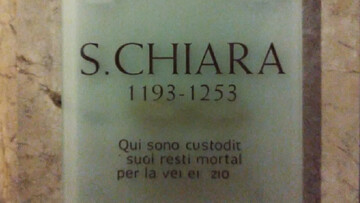 S. CHIARA
1193-1253
Qui sono custodit
suoi resti mortal
per la